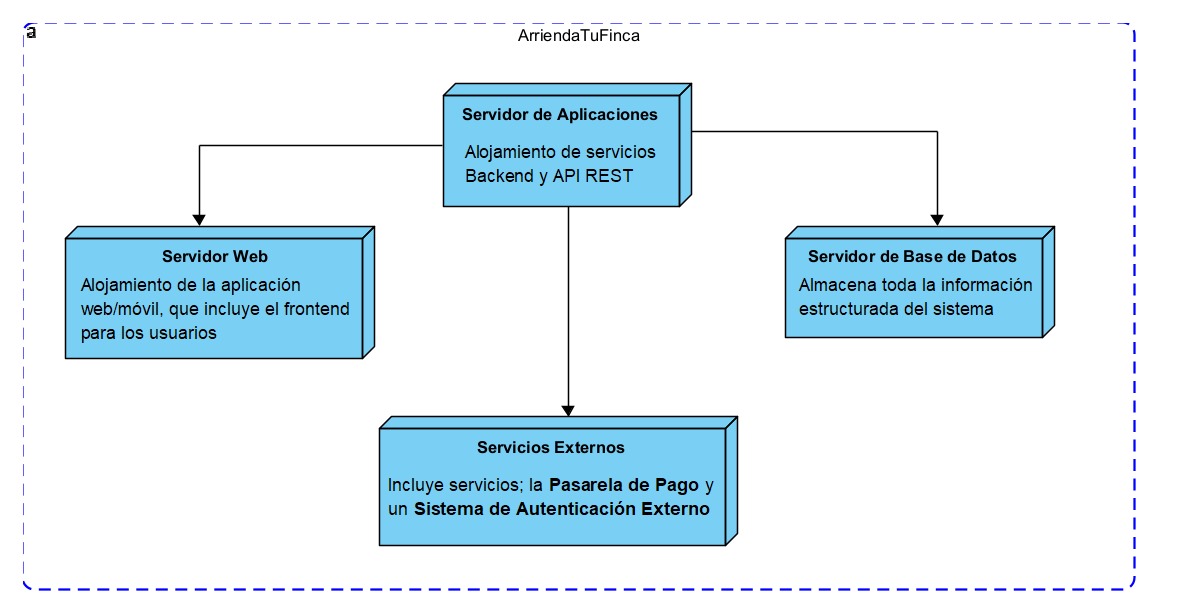 a
ArriendaTuFinca
Servidor de Aplicaciones
Alojamiento de servicios
Backend y API REST
Servidor Web
Alojamiento de la aplicación
web/móvil, que incluye el frontend
para los usuarios
Servidor de Base de Datos
Almacena toda la información
estructurada del sistema
Servicios Externos
Incluye servicios; la Pasarela de Pago y
un Sistema de Autenticación Externo